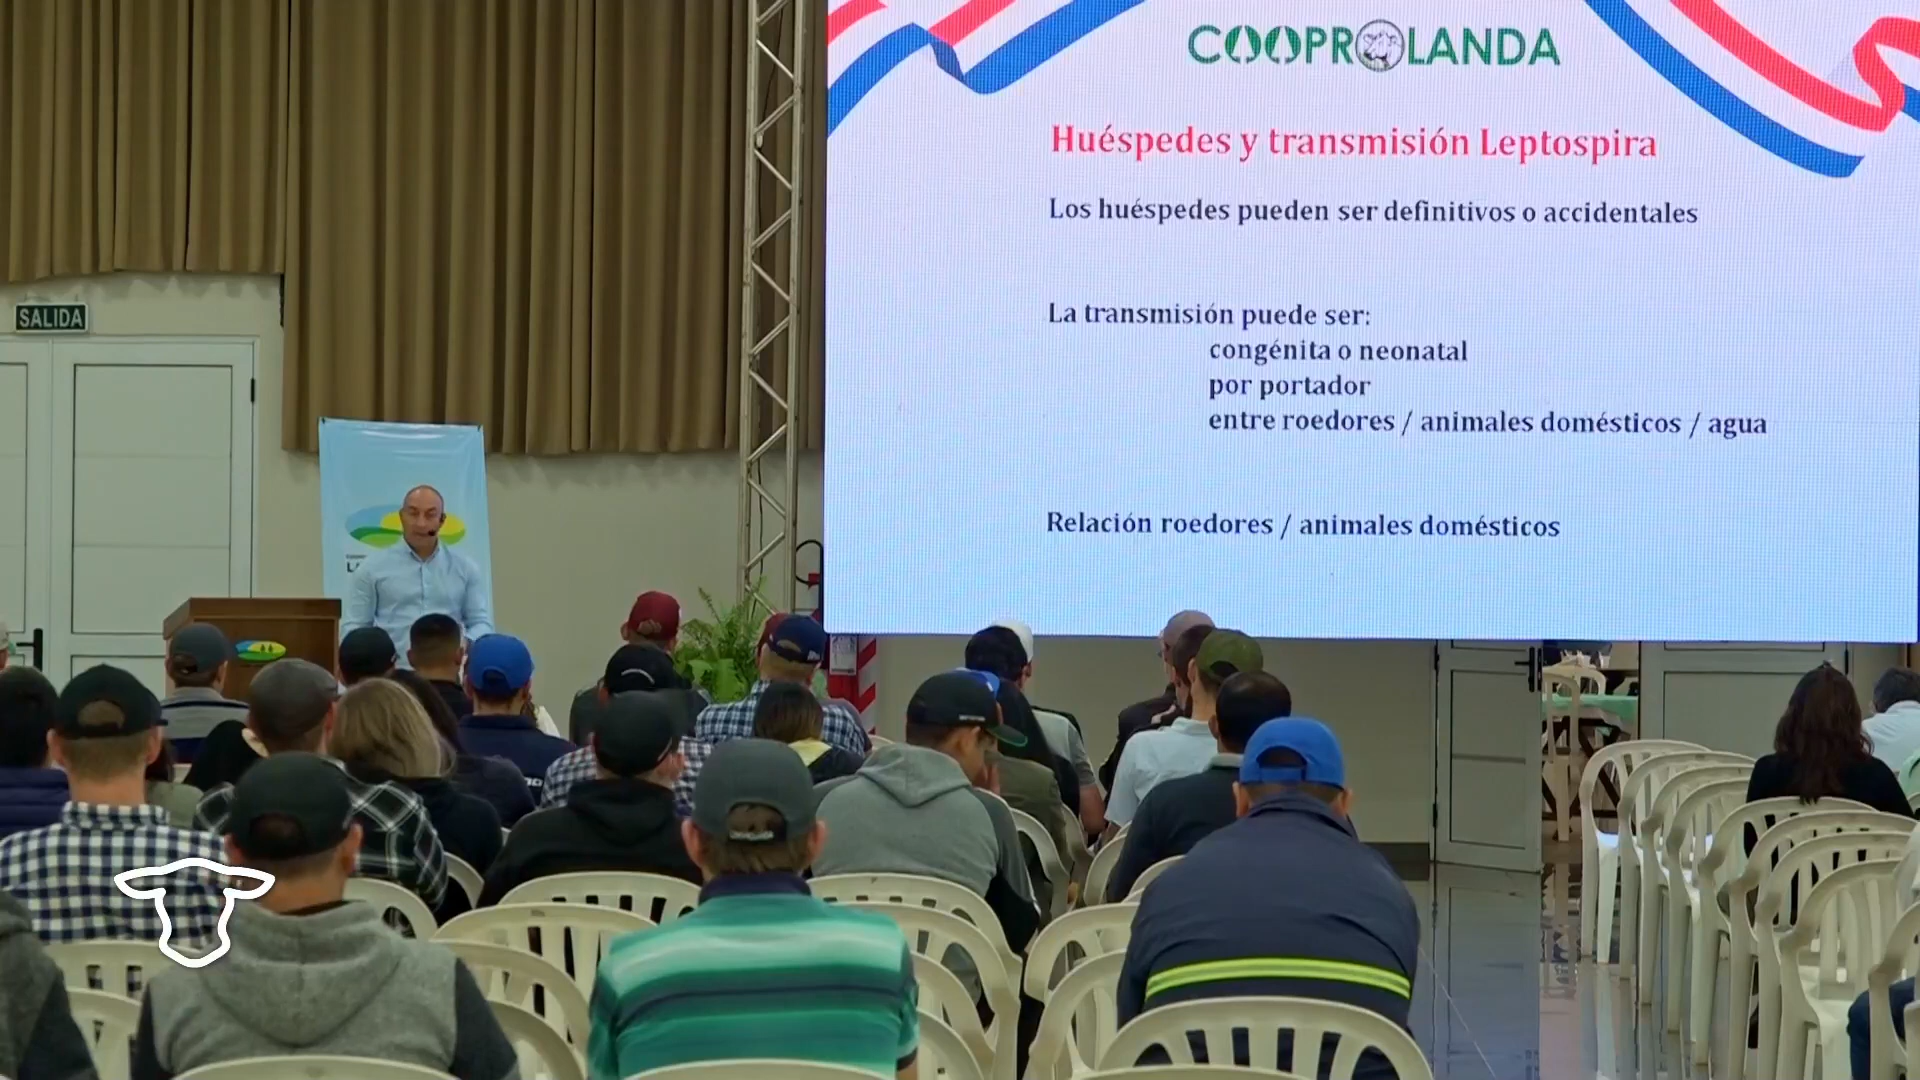 COOPROLANDA
Huéspedes y transmisión Leptospira
Los huéspedes pueden ser definitivos o accidentales
La transmisión puede ser:
congénita o neonatal
por portador
entre roedores / animales domésticos / agua
Relación roedores / animales domésticos
SALIDA